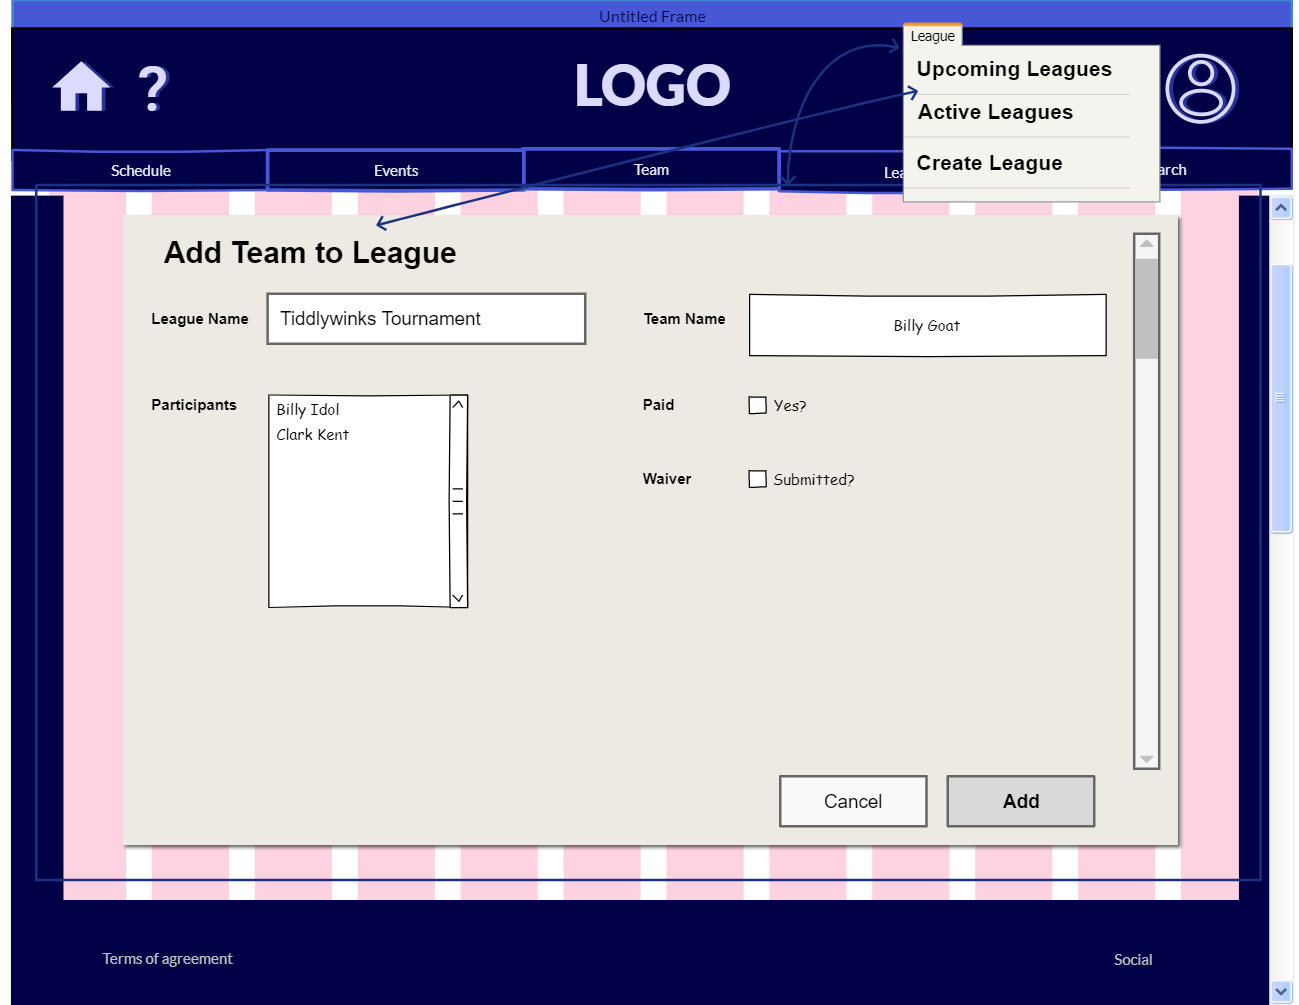 Untitled Frame
League
Upcoming Leagues
Active Leagues
Create League
?
LOGO
Schedule
Events
Team
Add Team to League
League Name
Tiddlywinks Tournament
Team Name
Billy Goat
Participants
Billy Idol
Clark Kent
Paid
Yes?
Waiver
Submitted?
Cancel
Add
Terms of agreement
Social